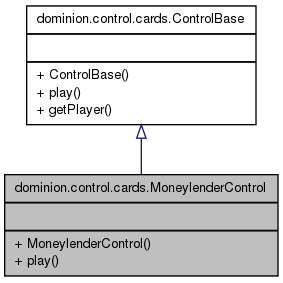 dominion.control.cards.ControlBase
+ ControlBase()
+ play()
+ getPlayer()
dominion.control.cards.MoneylenderControl
+ MoneylenderControl()
+ play()